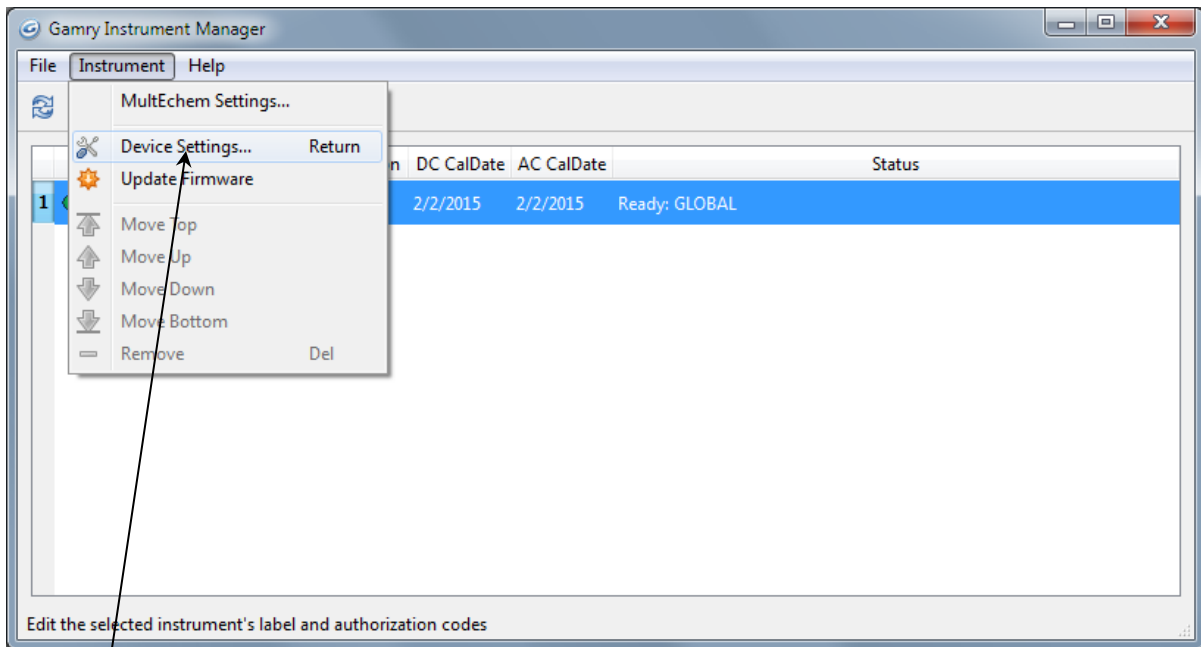 Gamry Instrument Manager
File Instrument Help
MultEchem Settings...
Device Settings... Return
Update Firmware
n DC CalDate AC CalDate Status
1 2/2/2015 2/2/2015 Ready: GLOBAL
Move Top
Move Up
Move Down
Move Bottom
Remove Del
Edit the selected instrument's label and authorization codes